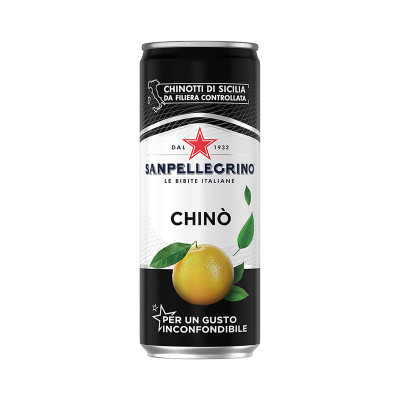 CHINOTTI DI SICILIA
DA FILIERA CONTROLLATA
DAL 1932
SANPELLEGRINO
LE BIBITE ITALIANE
CHINÒ
PER UN GUSTO
INCONFONDIBILE